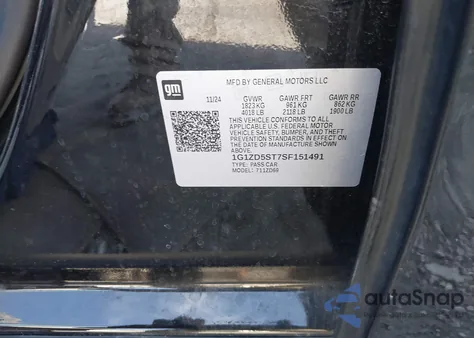 gm
MFD BY GENERAL MOTORS LLC
11/24 GVWR GAWR FRT GAWR RR
1823 KG 961 KG 862 KG
4018 LB 2118 LB 1900 LB
THIS VEHICLE CONFORMS TO ALL
APPLICABLE U.S. FEDERAL MOTOR
VEHICLE SAFETY, BUMPER, AND THEFT
PREVENTION STANDARDS IN EFFECT
ON THE DATE OF MANUFACTURE
SHOWN ABOVE.
1G1ZD5ST7SF151491
TYPE: PASS CAR
MODEL: 711ZD69
autoSnap